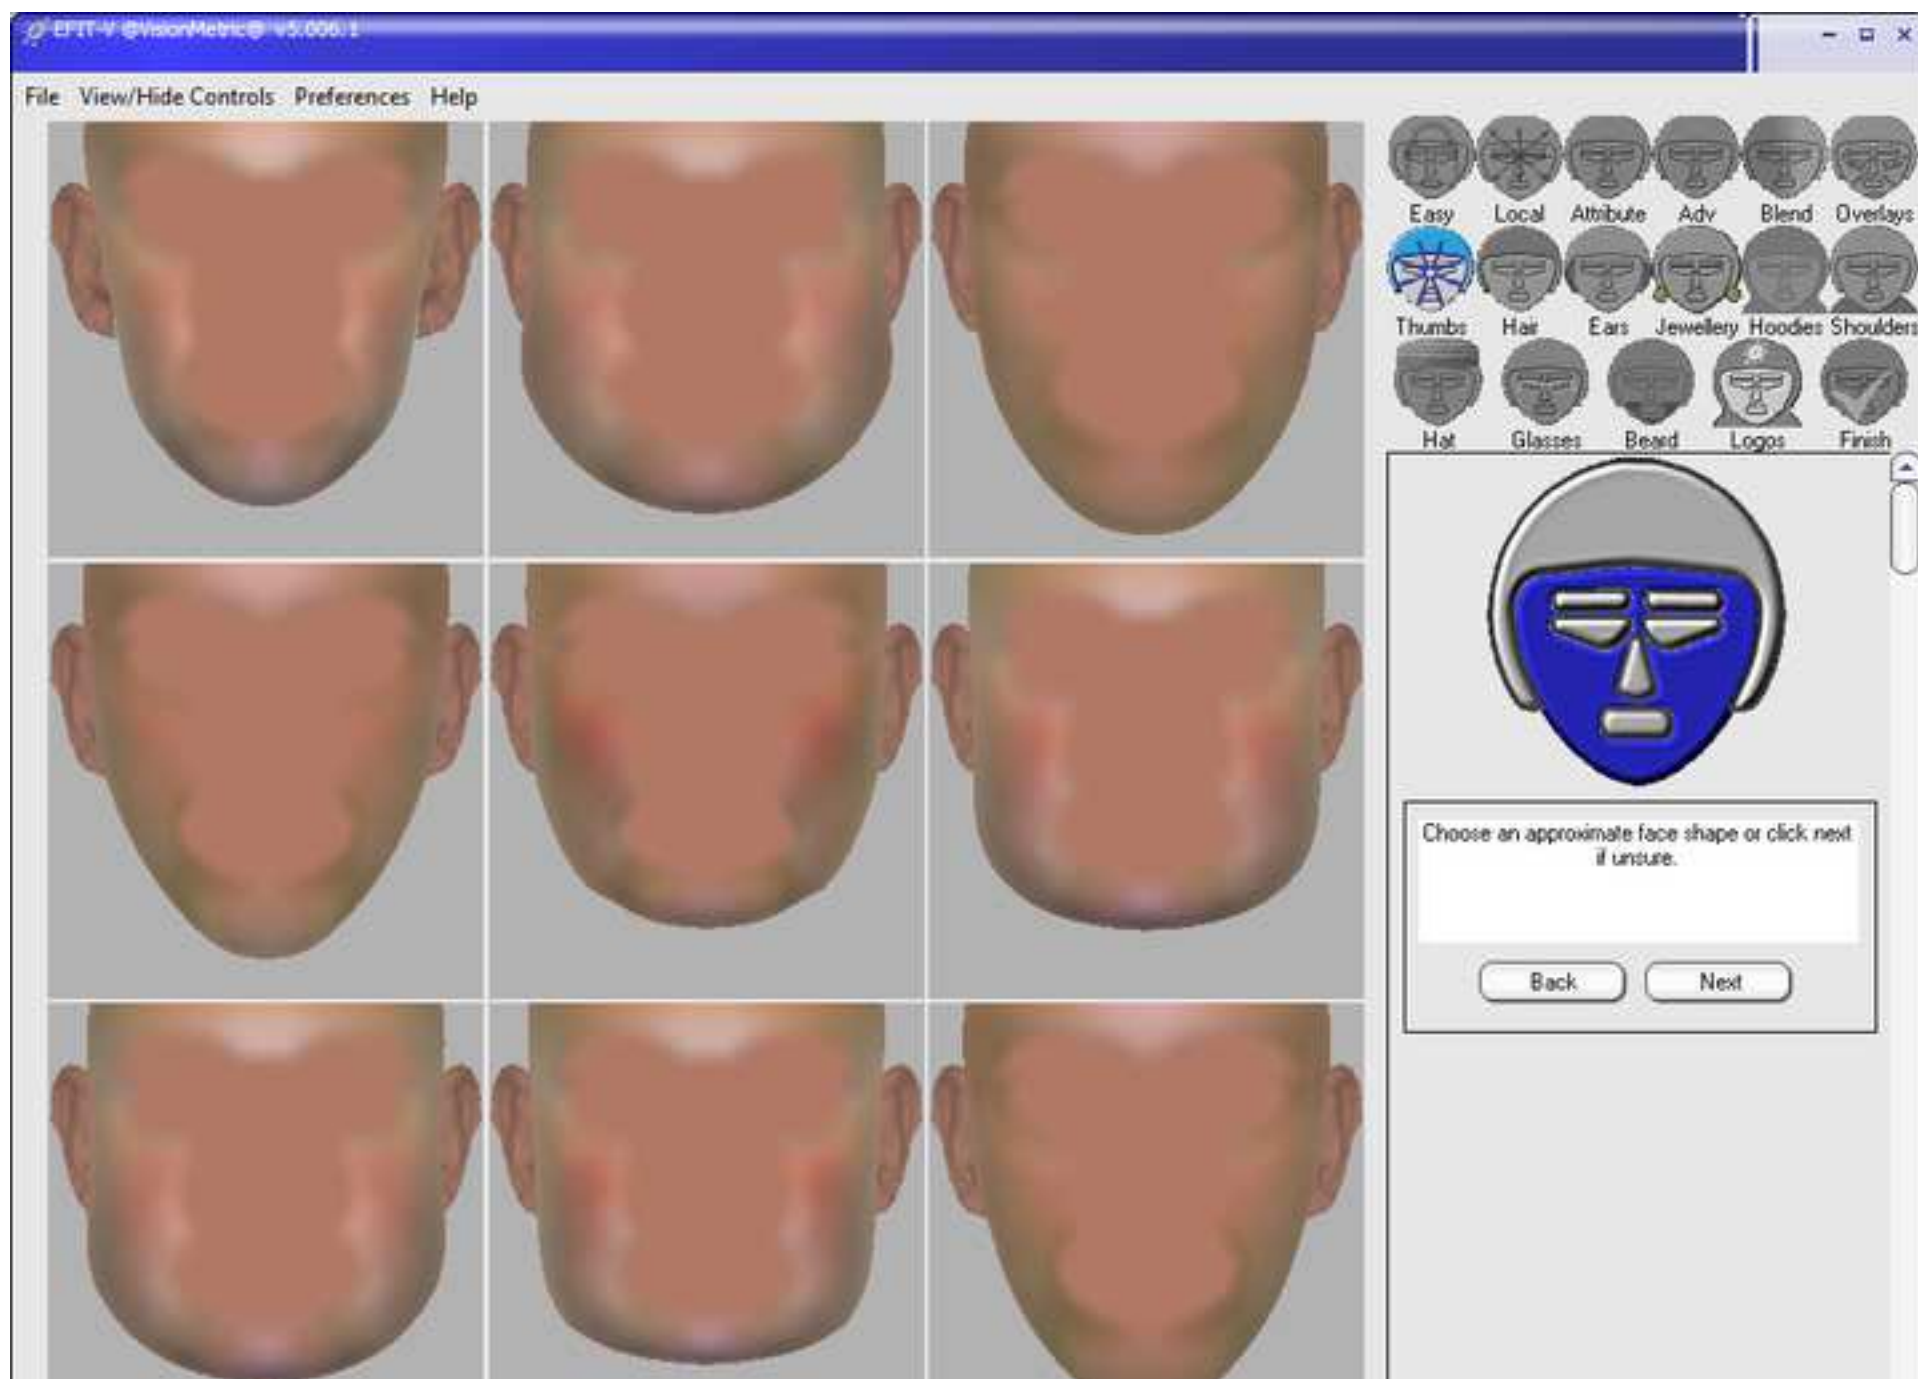 EFIT-V @VisionMetric@ v5.006.1
File View/Hide Controls Preferences Help
Easy Local Attribute Adv Blend Overlays
Thumbs Hair Ears Jewellery Hoodies Shoulders
Hat Glasses Beard Logos Finish
Choose an approximate face shape or click next
if unsure.
Back Next